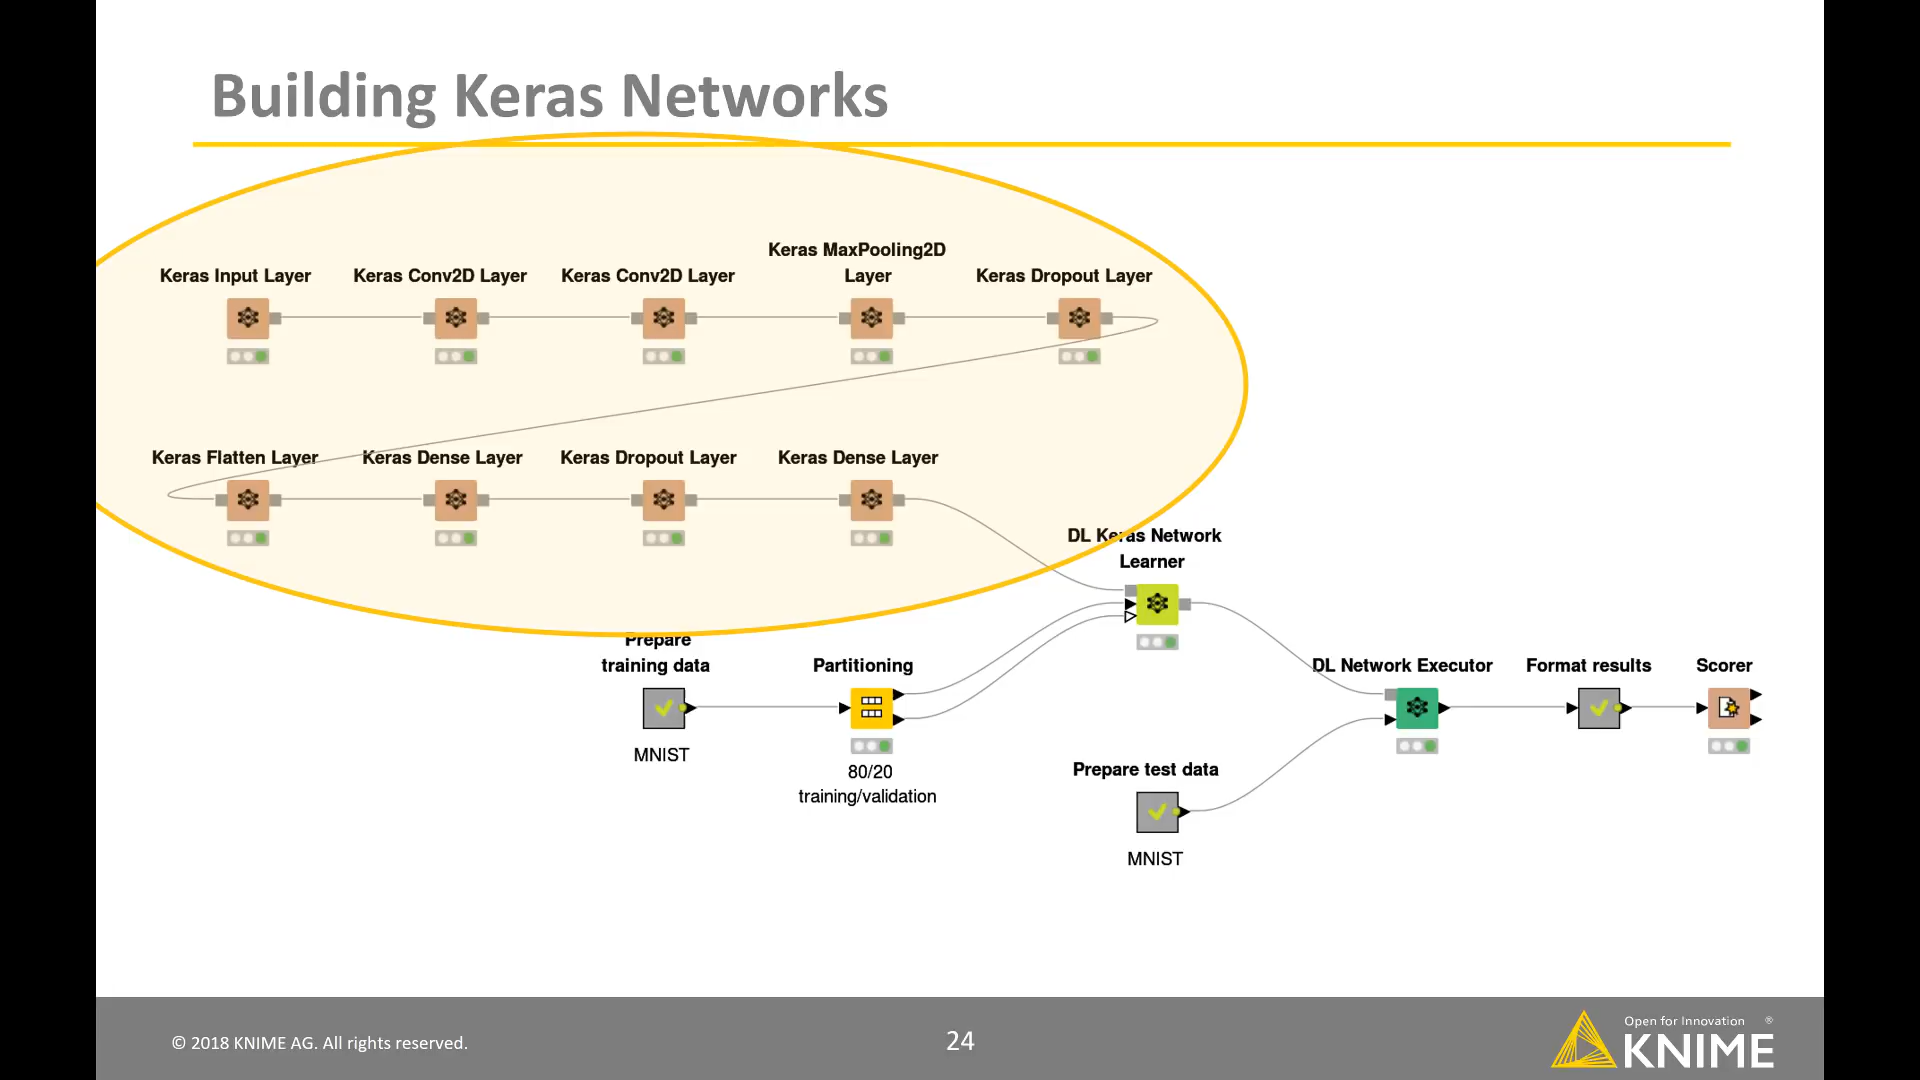 Building Keras Networks
Keras Input Layer
Keras Conv2D Layer
Keras Conv2D Layer
Keras MaxPooling2D
Layer
Keras Dropout Layer
Keras Flatten Layer
Keras Dense Layer
Keras Dropout Layer
Keras Dense Layer
DL Keras Network
Learner
Prepare
training data
MNIST
Partitioning
80/20
training/validation
DL Network Executor
Format results
Scorer
Prepare test data
MNIST
© 2018 KNIME AG. All rights reserved.
24
Open for Innovation ®
KNIME